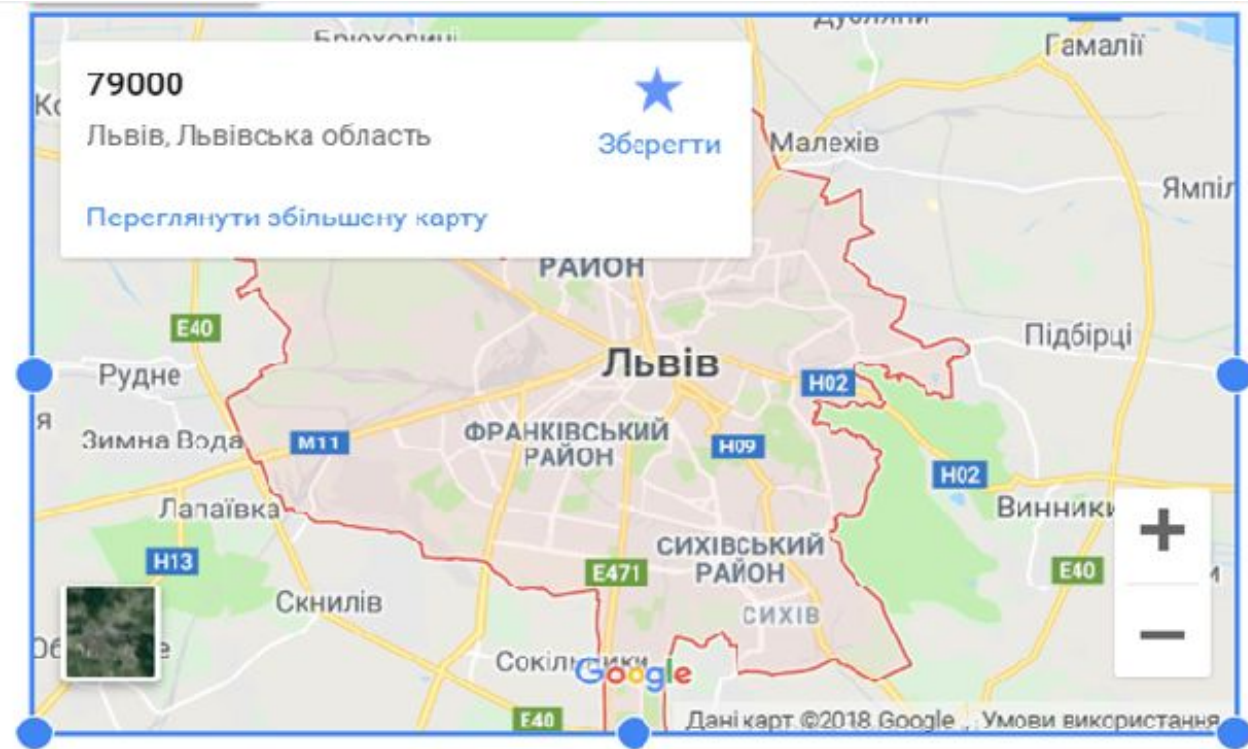 Дубляни
Брюховичі
Гамалії
79000
Львів, Львівська область
Зберегти
Переглянути збільшену карту
Малехів
Ямпіл
РАЙОН
E40
Підбірці
Львів
Рудне
H02
я
ФРАНКІВСЬКИЙ
РАЙОН
Зимна Вода
M11
H09
H02
Лапаївка
Винники
СИХІВСЬКИЙ
РАЙОН
H13
E471
E40
Скнилів
СИХІВ
Сокільники
Google
E40
Дані карт ©2018 Google
Умови використання